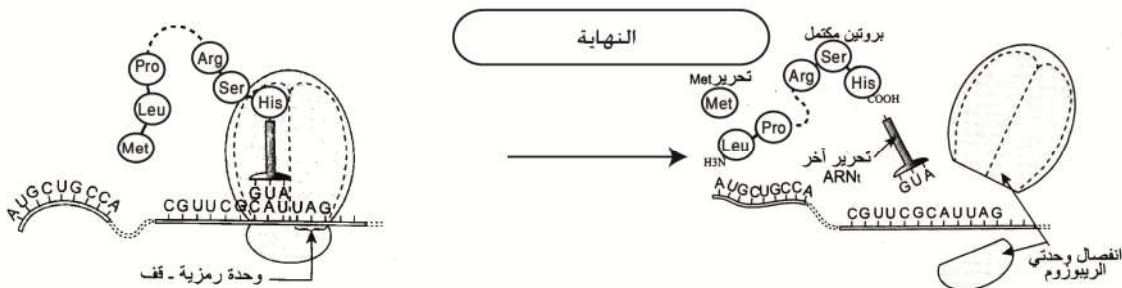 النهاية
Pro
Arg
Ser
His
Leu
Met
GUA
AUGCUGCCA
CGUUCGCAUUAG
وحدة رمزية - قف
بروتين مكتمل
Ser
Arg
His
COOH
تحرير Met
Met
Pro
Leu
H3N
تحرير آخر
ARNt
GUA
AUGCUGCCA
CGUUCGCAUUAG
انفصال وحدتي
الريبوزوم